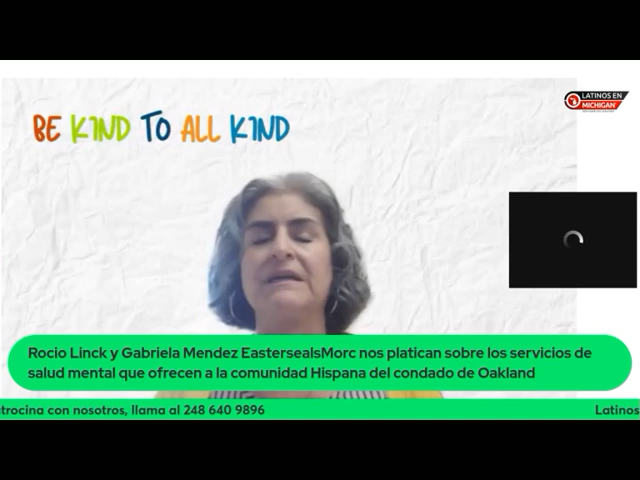 BE KIND TO ALL KIND
LATINOS EN
MICHIGAN
Rocio Linck y Gabriela Mendez EastersealsMorc nos platican sobre los servicios de
salud mental que ofrecen a la comunidad Hispana del condado de Oakland
trocina con nosotros, llama al 248 640 9896
Latinos